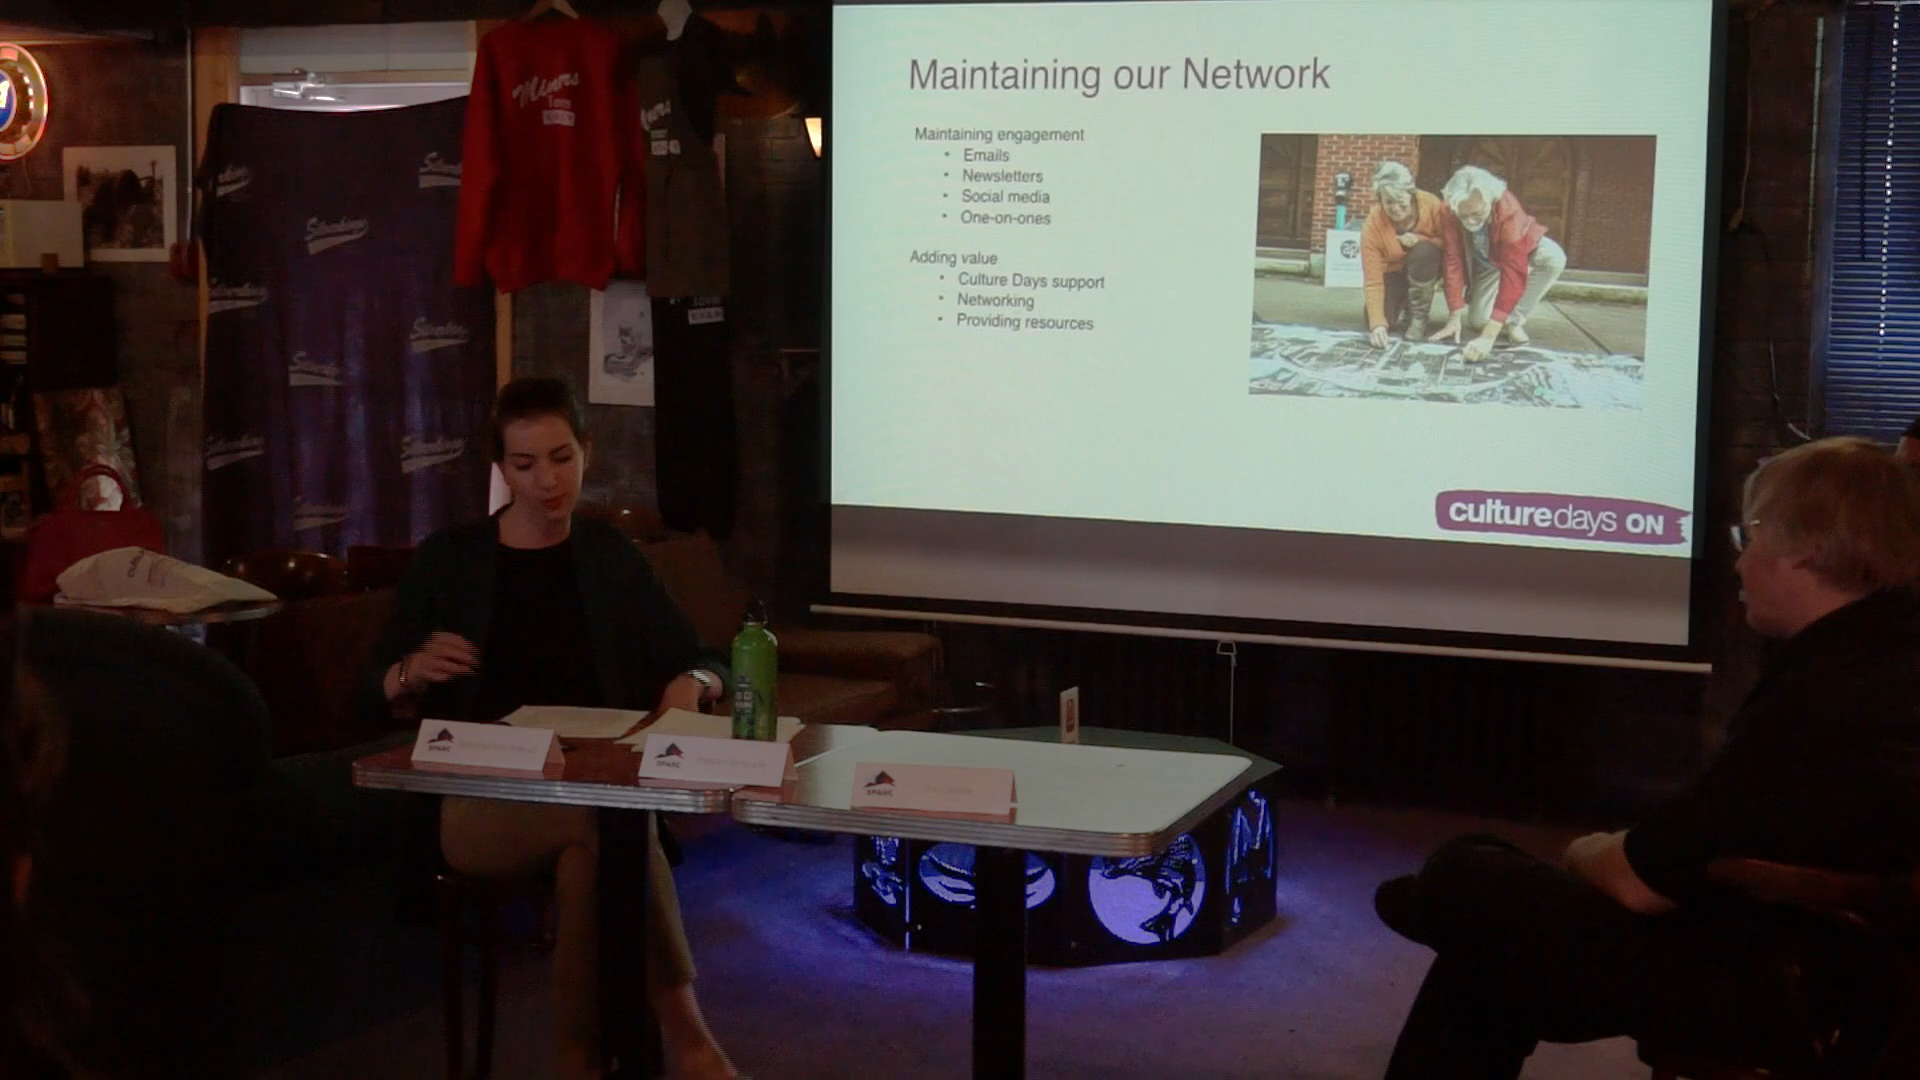 Maintaining our Network
Maintaining engagement
• Emails
• Newsletters
• Social media
• One-on-ones
Adding value
• Culture Days support
• Networking
• Providing resources
culturedays ON
Miners
SPARC
SPARC
SPARC